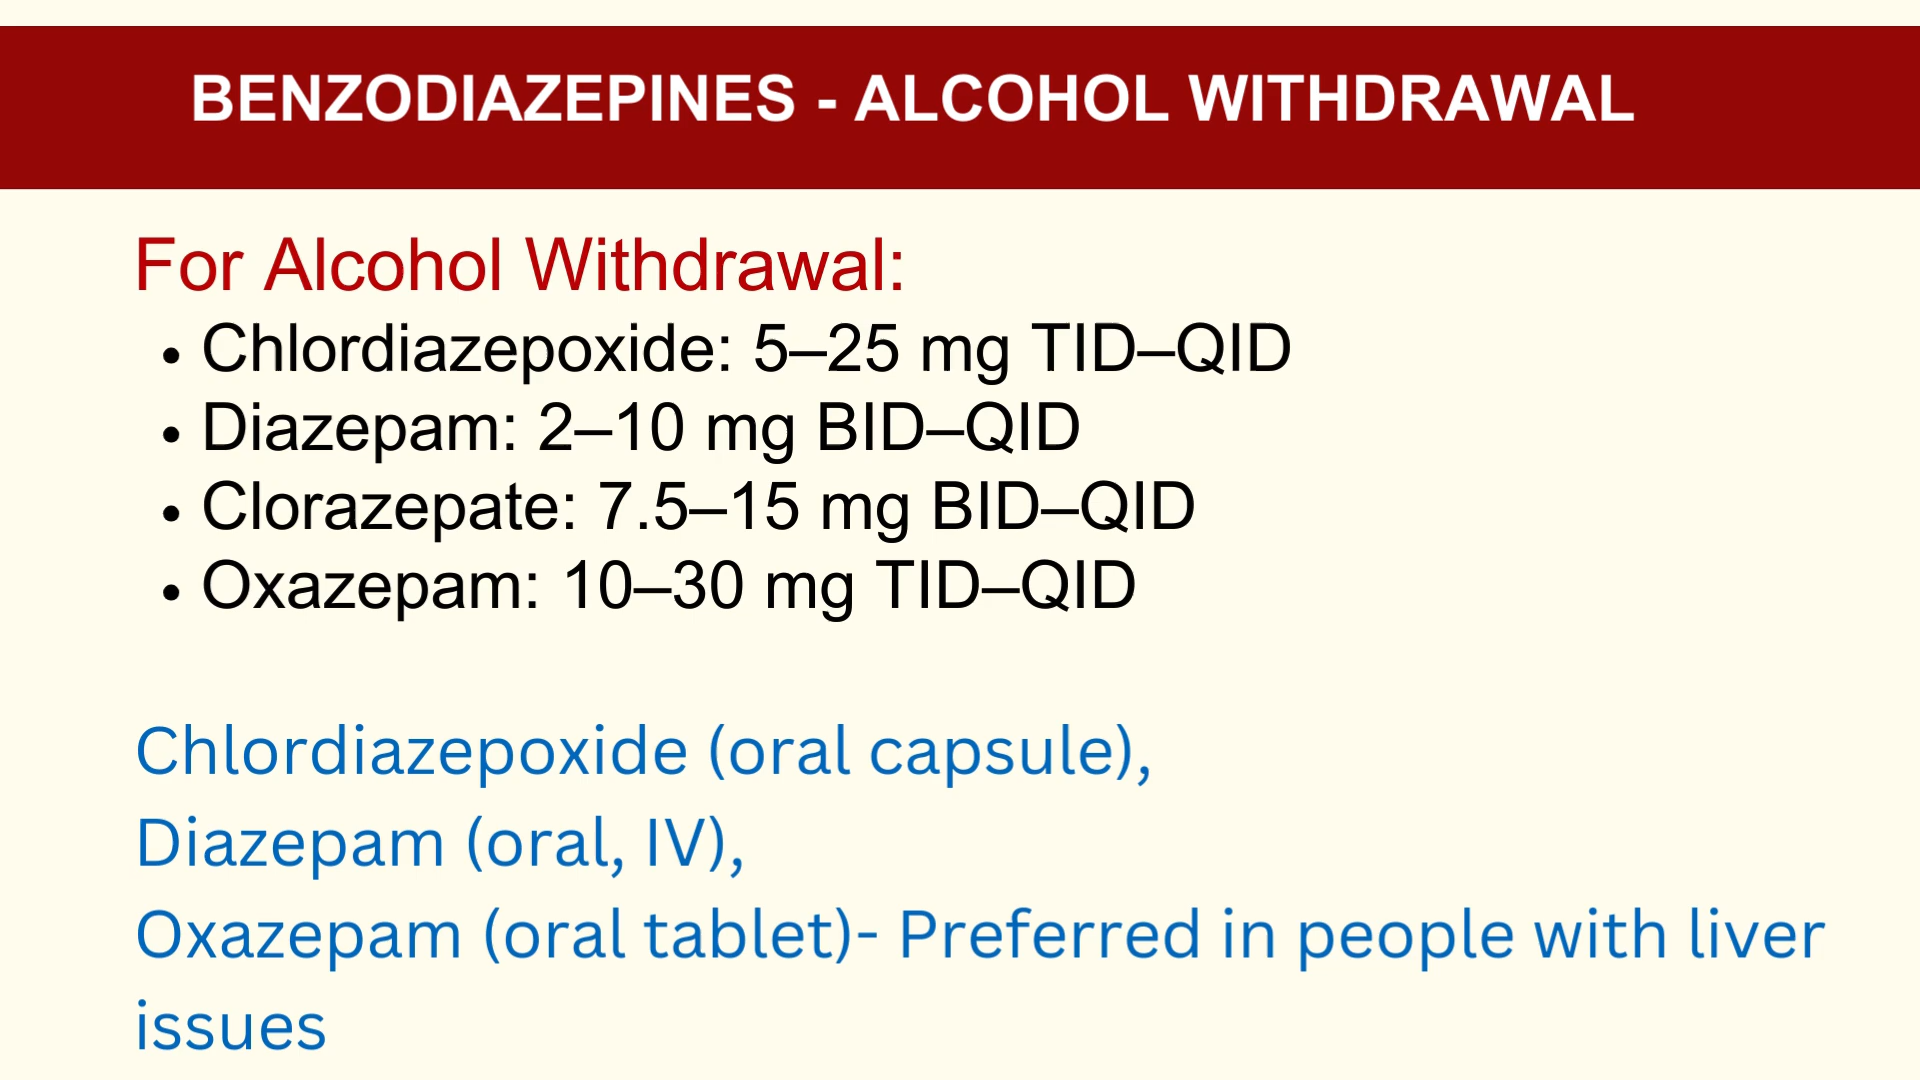 BENZODIAZEPINES - ALCOHOL WITHDRAWAL
For Alcohol Withdrawal:
• Chlordiazepoxide: 5–25 mg TID–QID
• Diazepam: 2–10 mg BID–QID
• Clorazepate: 7.5–15 mg BID–QID
• Oxazepam: 10–30 mg TID–QID
Chlordiazepoxide (oral capsule),
Diazepam (oral, IV),
Oxazepam (oral tablet)- Preferred in people with liver
issues